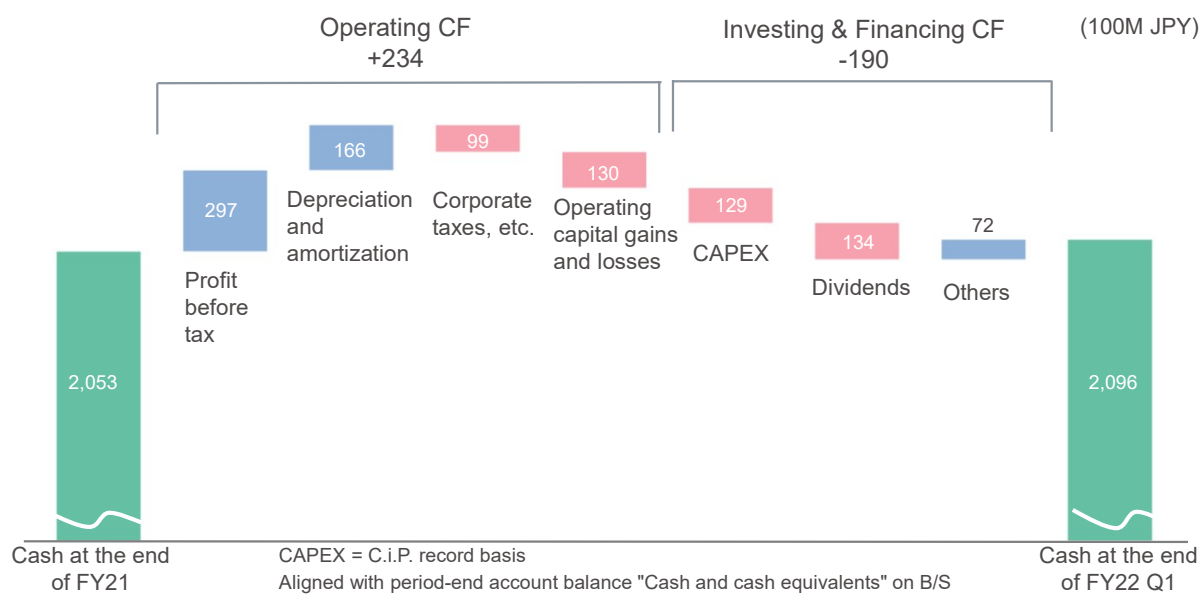 Operating CF
+234
Investing & Financing CF
-190
(100M JPY)
2,053
Cash at the end
of FY21
297
Profit
before
tax
166
Depreciation
and
amortization
99
Corporate
taxes, etc.
130
Operating
capital gains
and losses
129
CAPEX
134
Dividends
72
Others
2,096
Cash at the end
of FY22 Q1
CAPEX = C.i.P. record basis
Aligned with period-end account balance "Cash and cash equivalents" on B/S